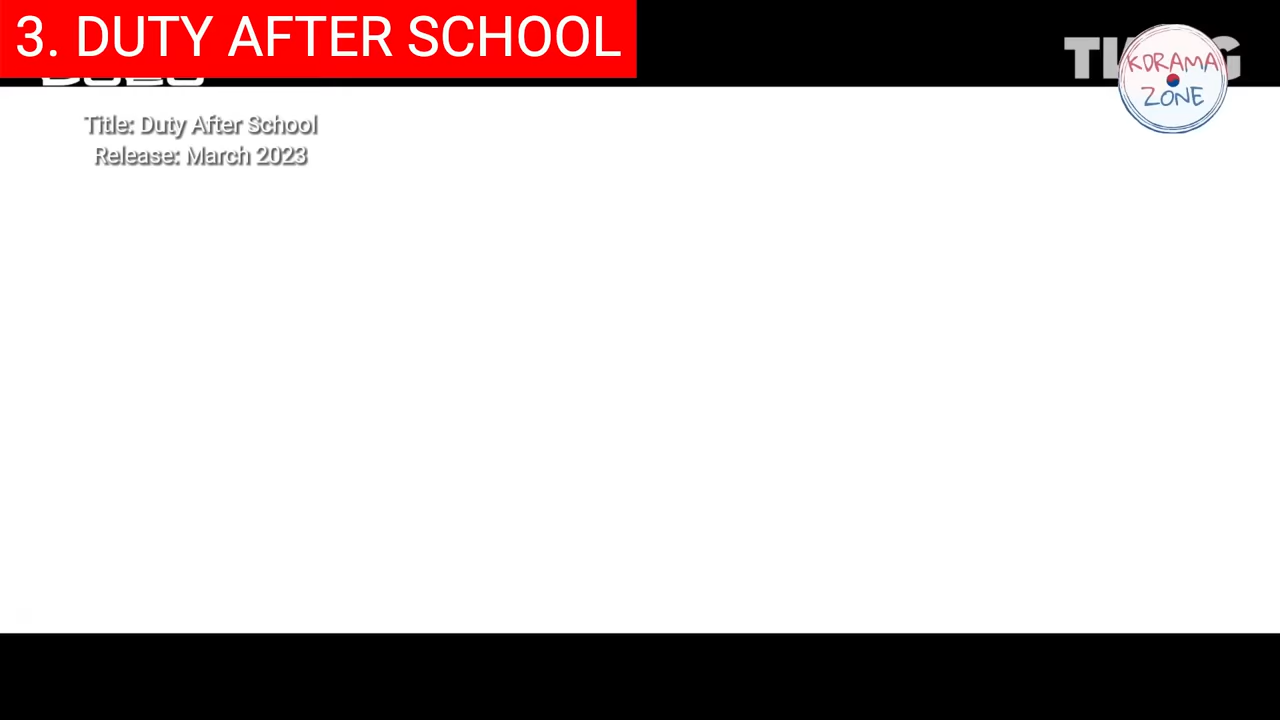 3. DUTY AFTER SCHOOL
KDRAMA
ZONE
Title: Duty After School
Release: March 2023